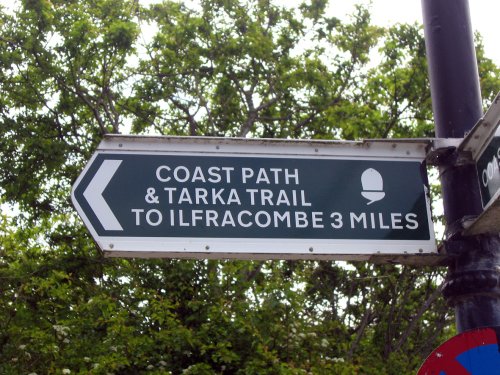 COAST PATH
& TARKA TRAIL
TO ILFRACOMBE 3 MILES